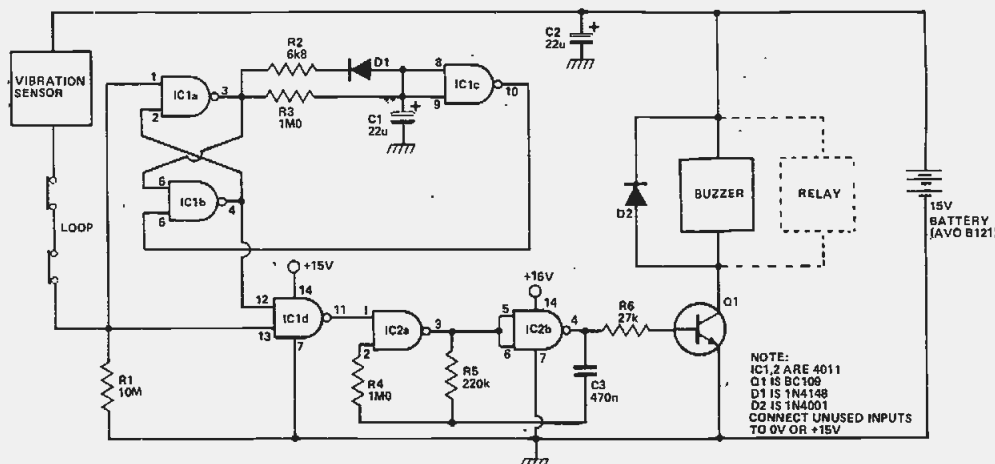 C2
22u
+
R2
6k8
D1
VIBRATION
SENSOR
1
IC1a
3
2
8
IC1c
10
9
R3
1M0
+
C1
22u
6
IC1b
4
6
LOOP
BUZZER
RELAY
D2
15V
BATTERY
(AVO B121)
+15V
14
12
IC1d
11
13
7
1
IC2a
3
2
+16V
14
5
IC2b
4
6
7
R6
27k
Q1
R1
10M
R4
1M0
R5
220k
C3
470n
NOTE:
IC1,2 ARE 4011
Q1 IS BC109
D1 IS 1N4148
D2 IS 1N4001
CONNECT UNUSED INPUTS
TO 0V OR +15V